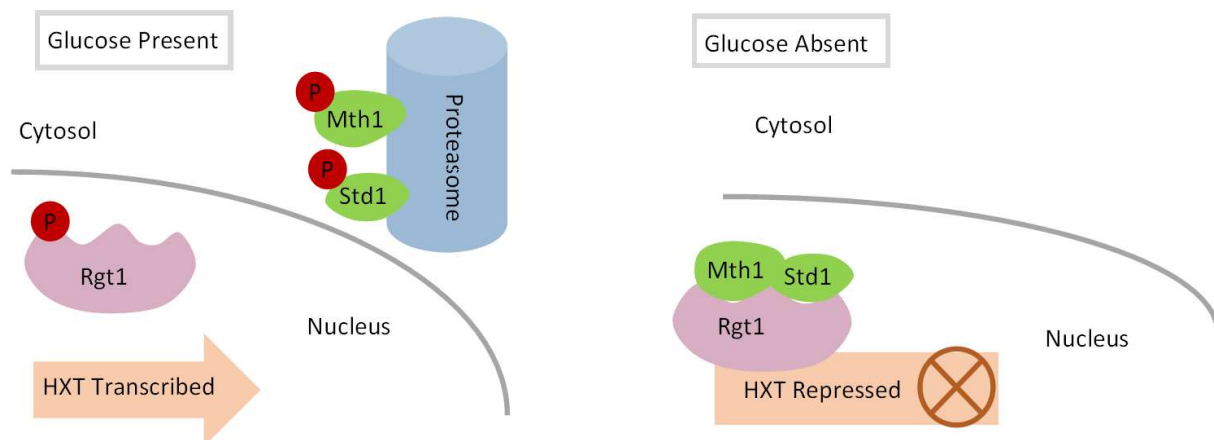 Glucose Present
P
Mth1
Proteasome
Cytosol
P
Std1
P
Rgt1
Nucleus
HXT Transcribed
Glucose Absent
Cytosol
Mth1
Std1
Rgt1
Nucleus
HXT Repressed